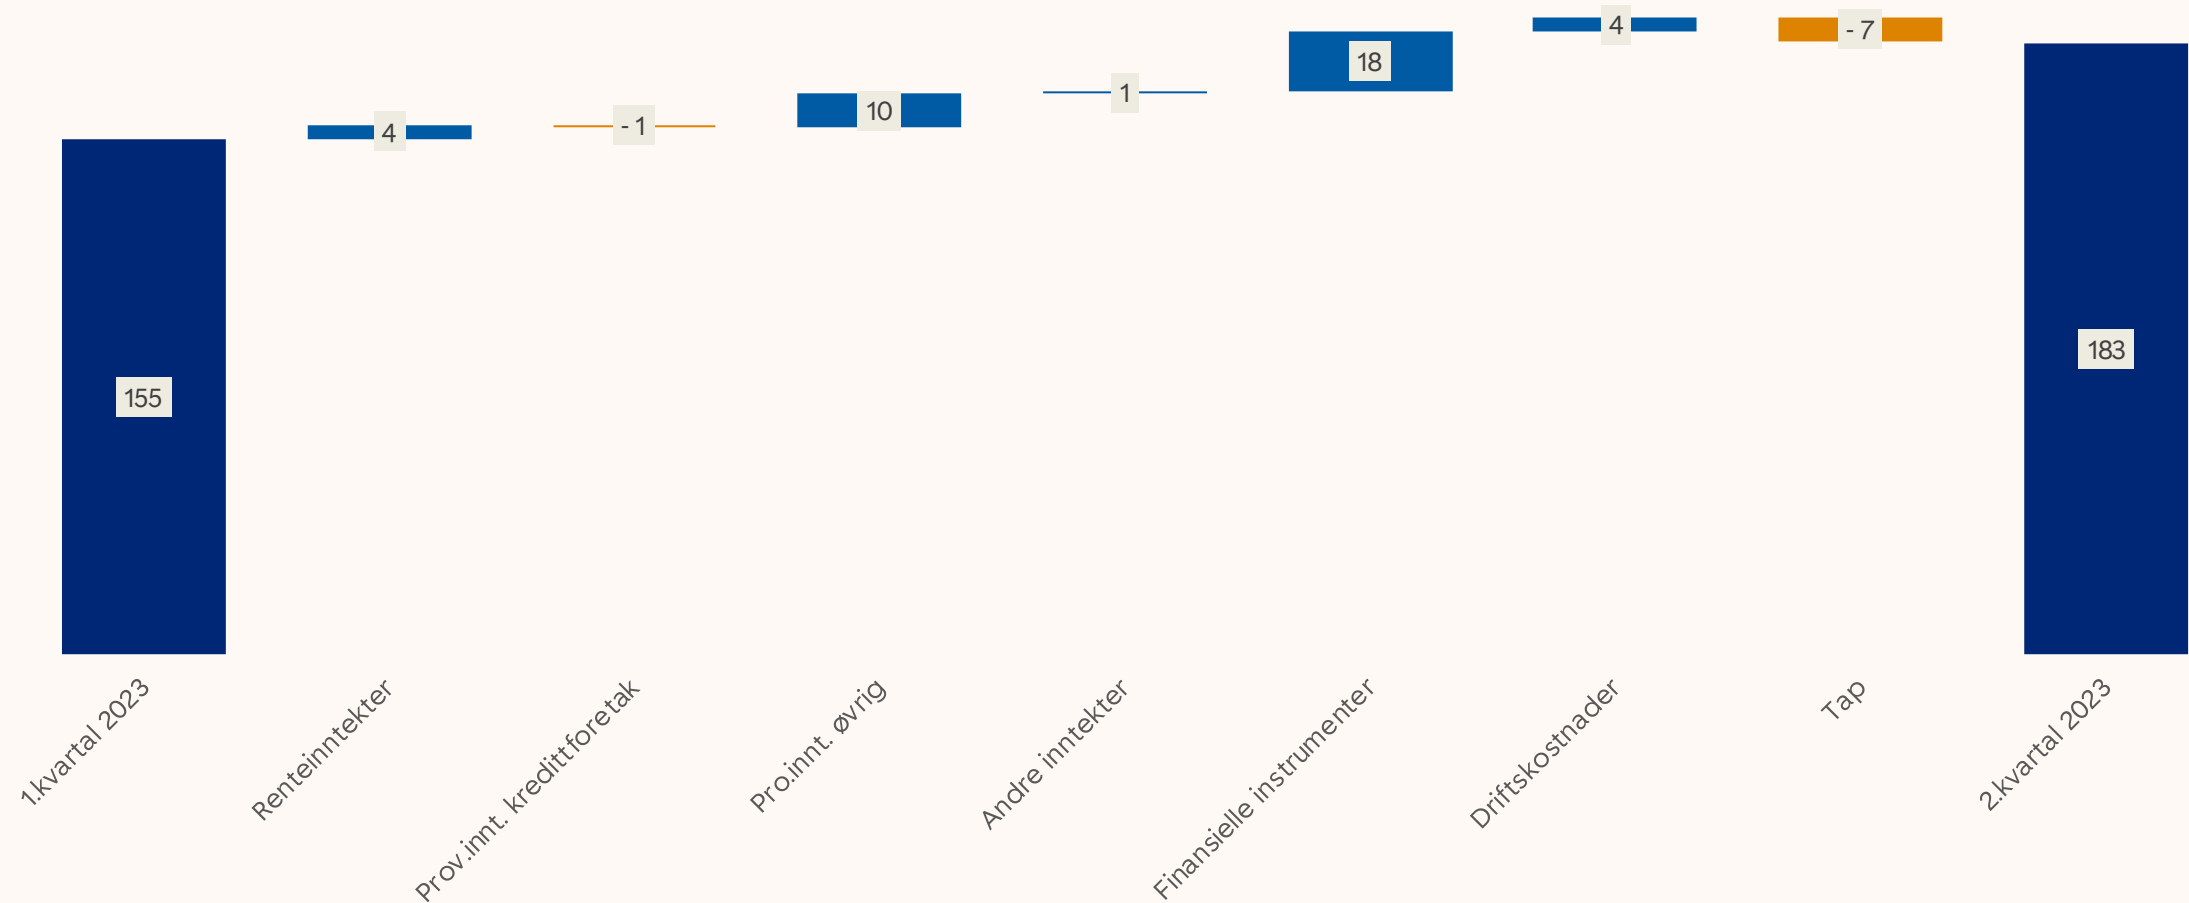 155
4
- 1
10
1
18
4
- 7
183
1.kvartal 2023
Renteinntekter
Prov.innt. kredittforetak
Pro.innt. øvrig
Andre inntekter
Finansielle instrumenter
Driftskostnader
Tap
2.kvartal 2023